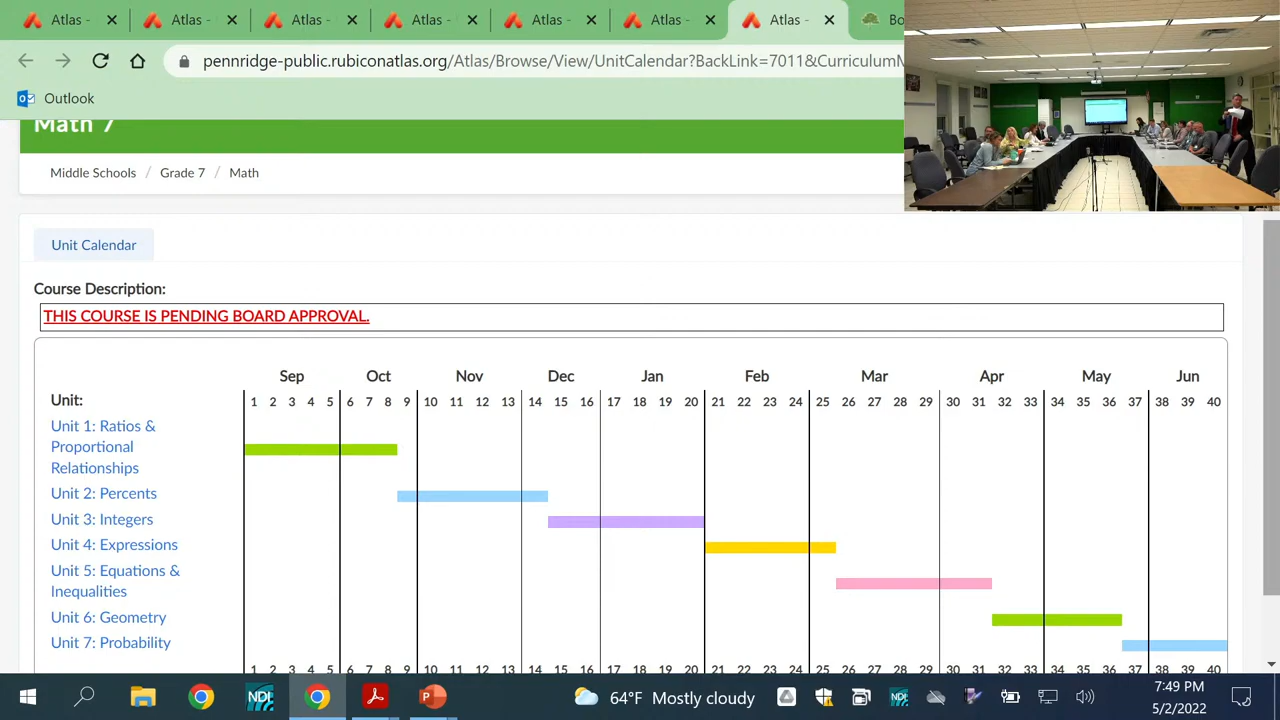 Atlas -
Atlas -
Atlas -
Atlas -
Atlas -
Atlas -
Atlas -
Bo
pennridge-public.rubiconatlas.org/Atlas/Browse/View/UnitCalendar?BackLink=7011&CurriculumM
Outlook
Math 7
Middle Schools / Grade 7 / Math
Unit Calendar
Course Description:
THIS COURSE IS PENDING BOARD APPROVAL.
Sep Oct Nov Dec Jan Feb Mar Apr May Jun
Unit: 1 2 3 4 5 6 7 8 9 10 11 12 13 14 15 16 17 18 19 20 21 22 23 24 25 26 27 28 29 30 31 32 33 34 35 36 37 38 39 40
Unit 1: Ratios &
Proportional
Relationships
Unit 2: Percents
Unit 3: Integers
Unit 4: Expressions
Unit 5: Equations &
Inequalities
Unit 6: Geometry
Unit 7: Probability
1 2 3 4 5 6 7 8 9 10 11 12 13 14 15 16 17 18 19 20 21 22 23 24 25 26 27 28 29 30 31 32 33 34 35 36 37 38 39 40
NDI
64°F Mostly cloudy
NDI
7:49 PM
5/2/2022